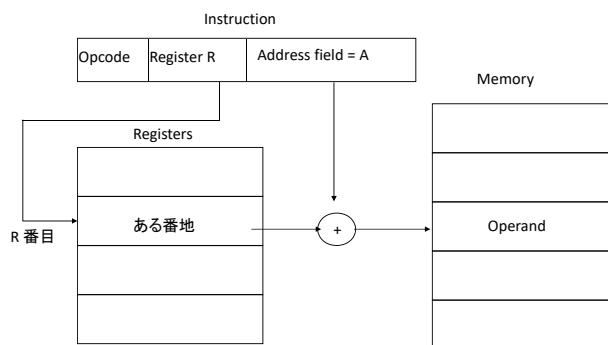 Instruction
Opcode
Register R
Address field = A
Memory
Registers
R 番目
ある番地
+
Operand